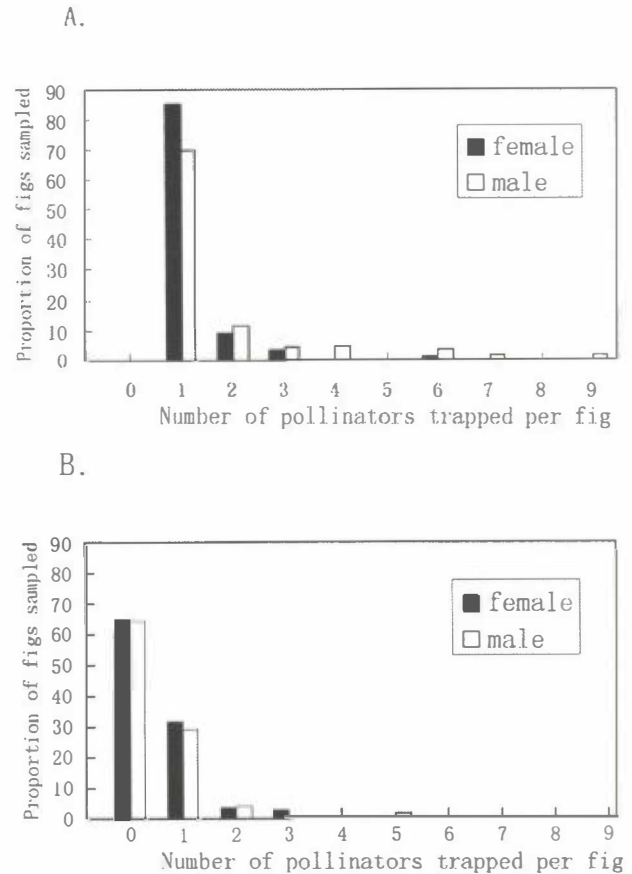 A.
90
80
70
60
50
40
30
20
10
0
Proportion of figs sampled
female
male
0 1 2 3 4 5 6 7 8 9
Number of pollinators trapped per fig
B.
90
80
70
60
50
40
30
20
10
0
Proportion of figs sampled
female
male
0 1 2 3 4 5 6 7 8 9
Number of pollinators trapped per fig